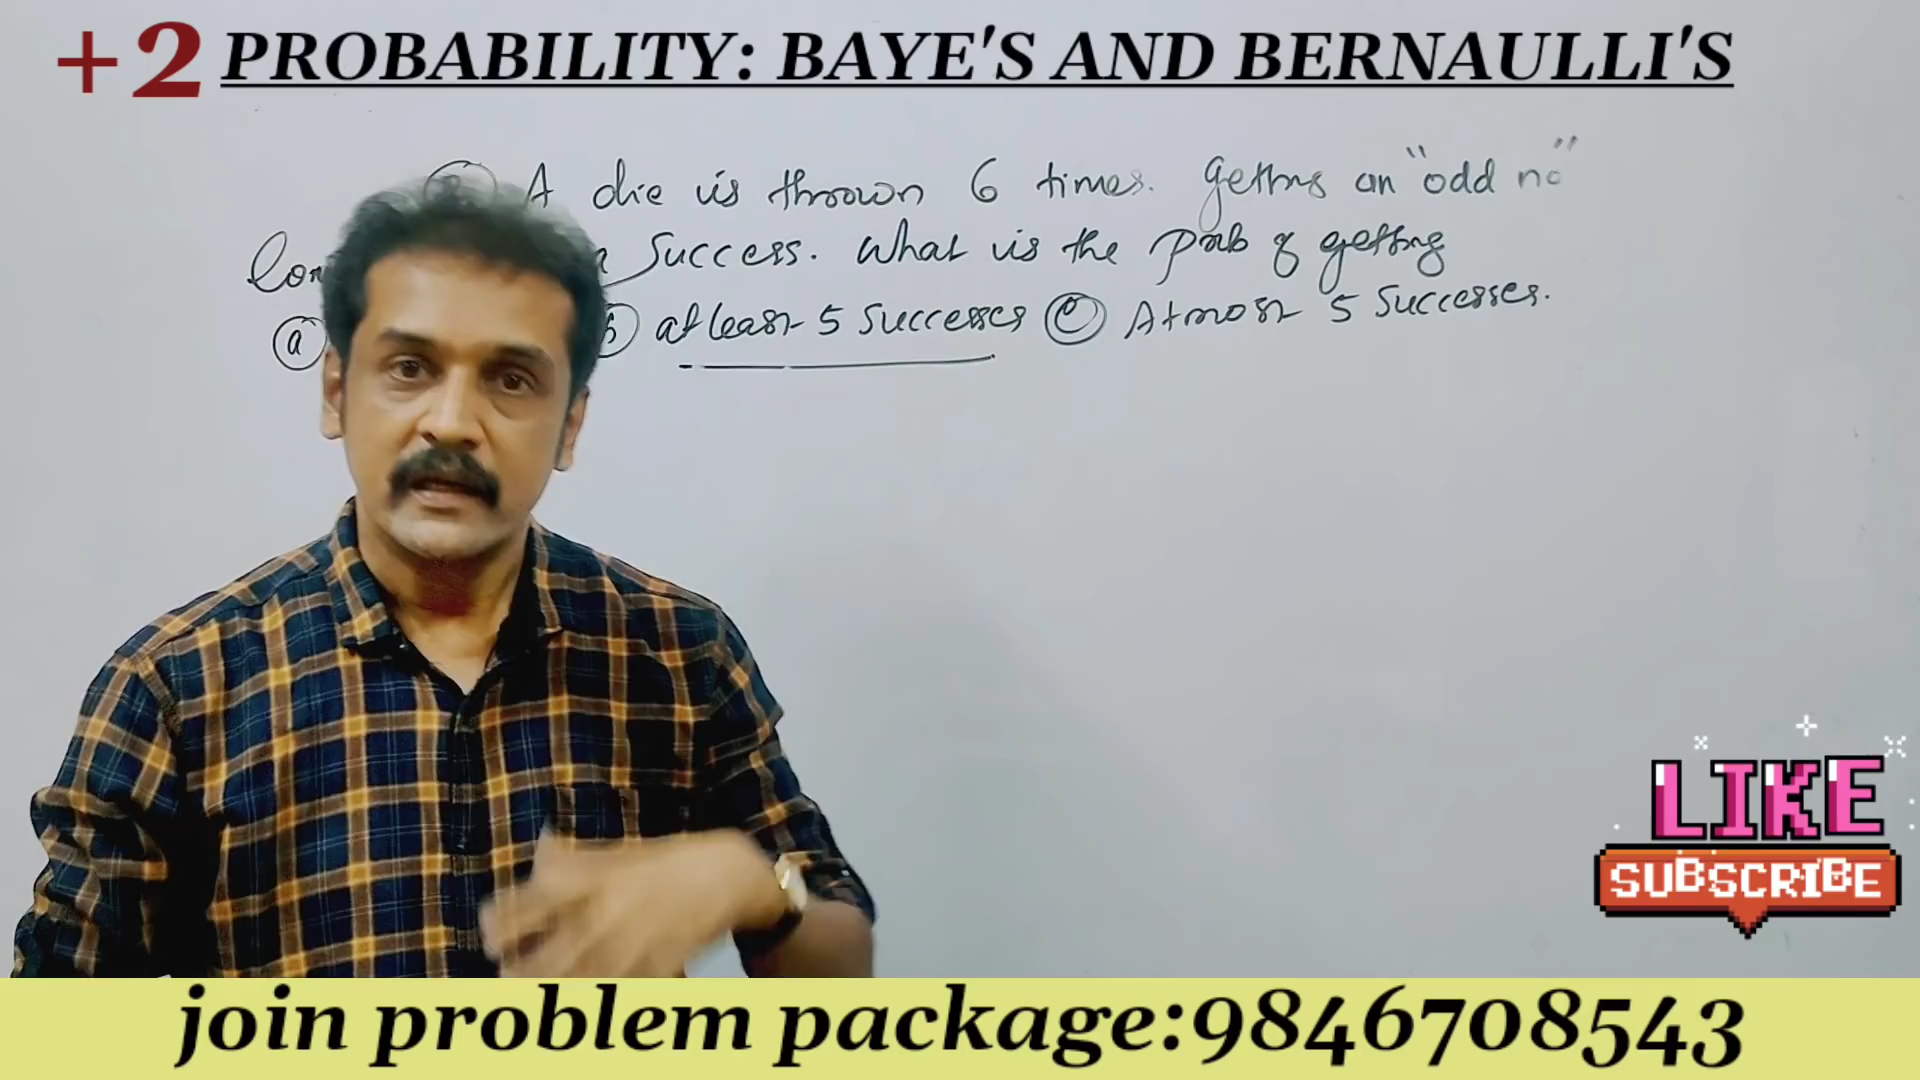 +2 PROBABILITY: BAYE'S AND BERNAULLI'S
A die is thrown 6 times. Getting an "odd no"
Success. What is the prob of getting
(a) at least 5 successes (c) Atmost 5 successes.
LIKE
SUBSCRIBE
join problem package:9846708543